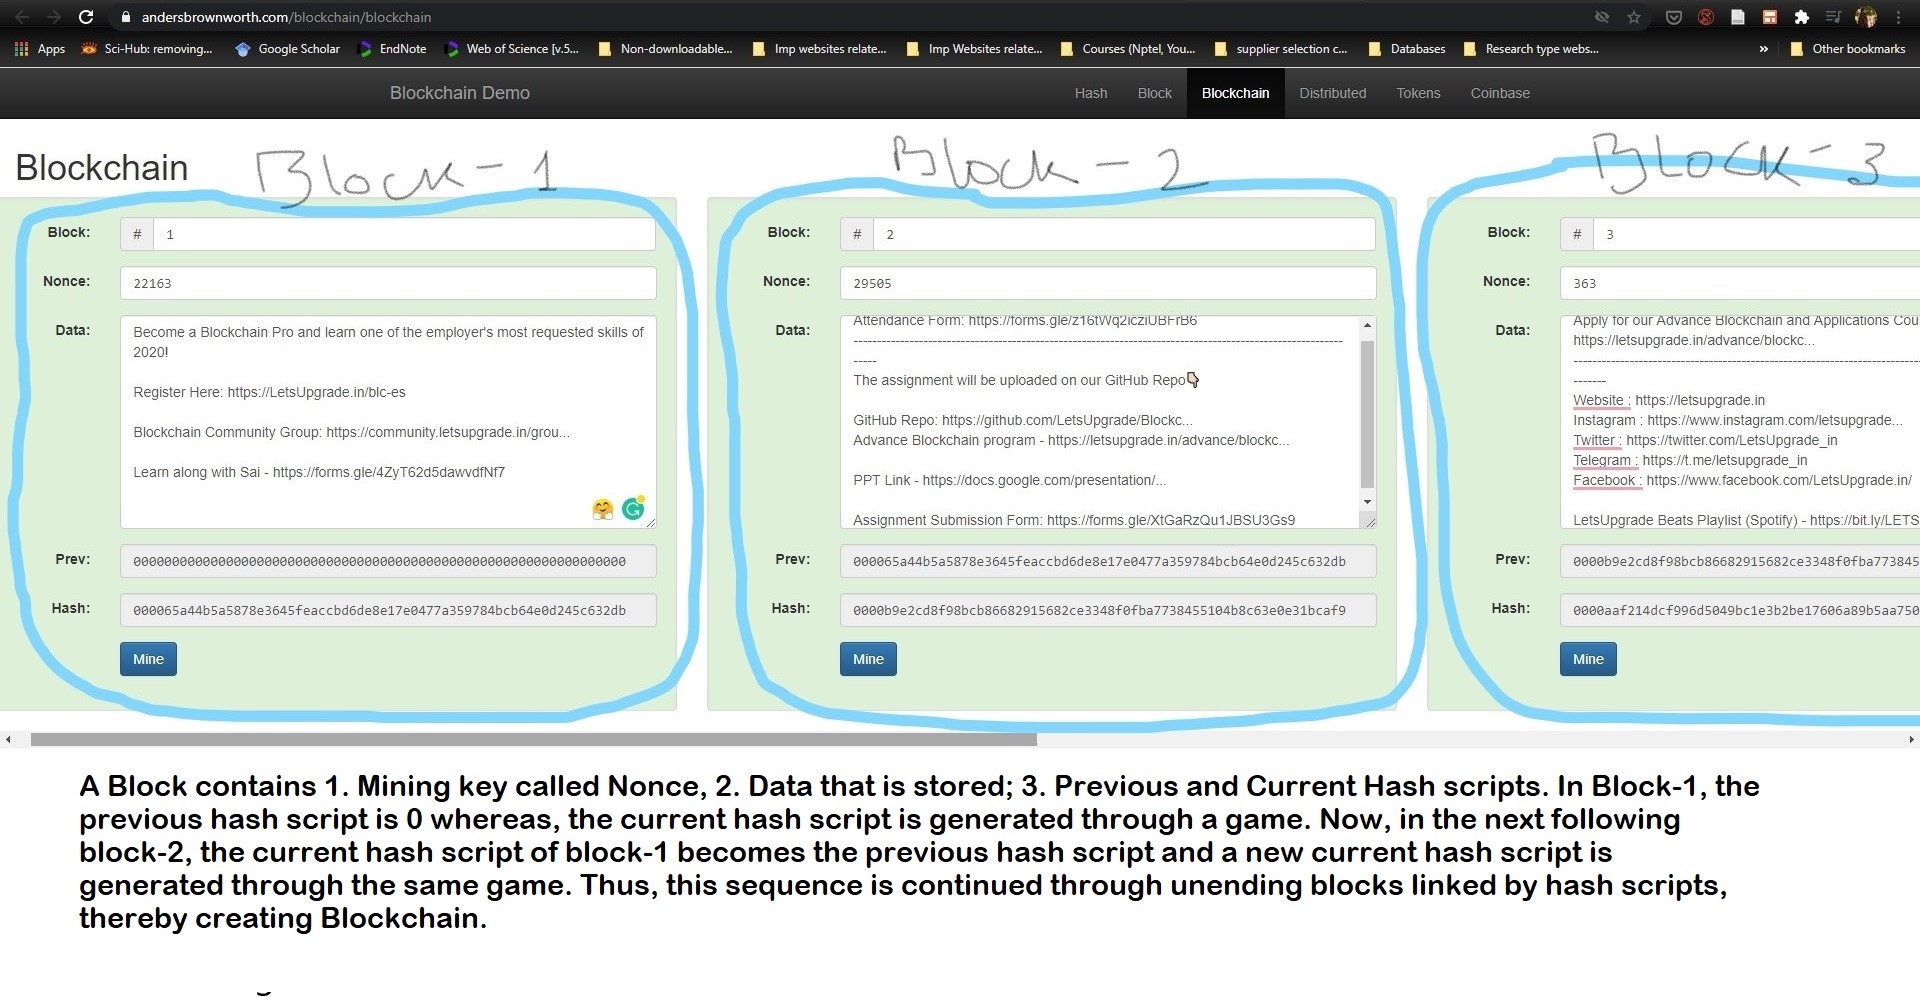 andersbrownworth.com/blockchain/blockchain
Apps Sci-Hub: removing... Google Scholar EndNote Web of Science [v.5... Non-downloadable... Imp websites relate... Imp Websites relate... Courses (Nptel, You... supplier selection c... Databases Research type webs... » Other bookmarks
Blockchain Demo Hash Block Blockchain Distributed Tokens Coinbase
Blockchain
Block-1
Block-2
Block-3
Block: # 1
Nonce: 22163
Data: Become a Blockchain Pro and learn one of the employer's most requested skills of
2020!
Register Here: https://LetsUpgrade.in/blc-es
Blockchain Community Group: https://community.letsupgrade.in/grou...
Learn along with Sai - https://forms.gle/4ZyT62d5dawvdfNf7
Prev: 0000000000000000000000000000000000000000000000000000000000000000
Hash: 000065a44b5a5878e3645feaccbd6de8e17e0477a359784bcb64e0d245c632db
Mine
Block: # 2
Nonce: 29505
Data: Attendance Form: https://forms.gle/z16tWq2icziUBFrB6
--------------------------------------------------------------------------------------------------------------
-----
The assignment will be uploaded on our GitHub Repo👇🏻
GitHub Repo: https://github.com/LetsUpgrade/Blockc...
Advance Blockchain program - https://letsupgrade.in/advance/blockc...
PPT Link - https://docs.google.com/presentation/...
Assignment Submission Form: https://forms.gle/XtGaRzQu1JBSU3Gs9
Prev: 000065a44b5a5878e3645feaccbd6de8e17e0477a359784bcb64e0d245c632db
Hash: 0000b9e2cd8f98bcb86682915682ce3348f0fba7738455104b8c63e0e31bcaf9
Mine
Block: # 3
Nonce: 363
Data: Apply for our Advance Blockchain and Applications Cou
https://letsupgrade.in/advance/blockc...
------------------------------------------------------------------------------
-------
Website : https://letsupgrade.in
Instagram : https://www.instagram.com/letsupgrade...
Twitter : https://twitter.com/LetsUpgrade_in
Telegram : https://t.me/letsupgrade_in
Facebook : https://www.facebook.com/LetsUpgrade.in/
LetsUpgrade Beats Playlist (Spotify) - https://bit.ly/LETS
Prev: 0000b9e2cd8f98bcb86682915682ce3348f0fba773845
Hash: 0000aaf214dcf996d5049bc1e3b2be17606a89b5aa750
Mine
A Block contains 1. Mining key called Nonce, 2. Data that is stored; 3. Previous and Current Hash scripts. In Block-1, the
previous hash script is 0 whereas, the current hash script is generated through a game. Now, in the next following
block-2, the current hash script of block-1 becomes the previous hash script and a new current hash script is
generated through the same game. Thus, this sequence is continued through unending blocks linked by hash scripts,
thereby creating Blockchain.